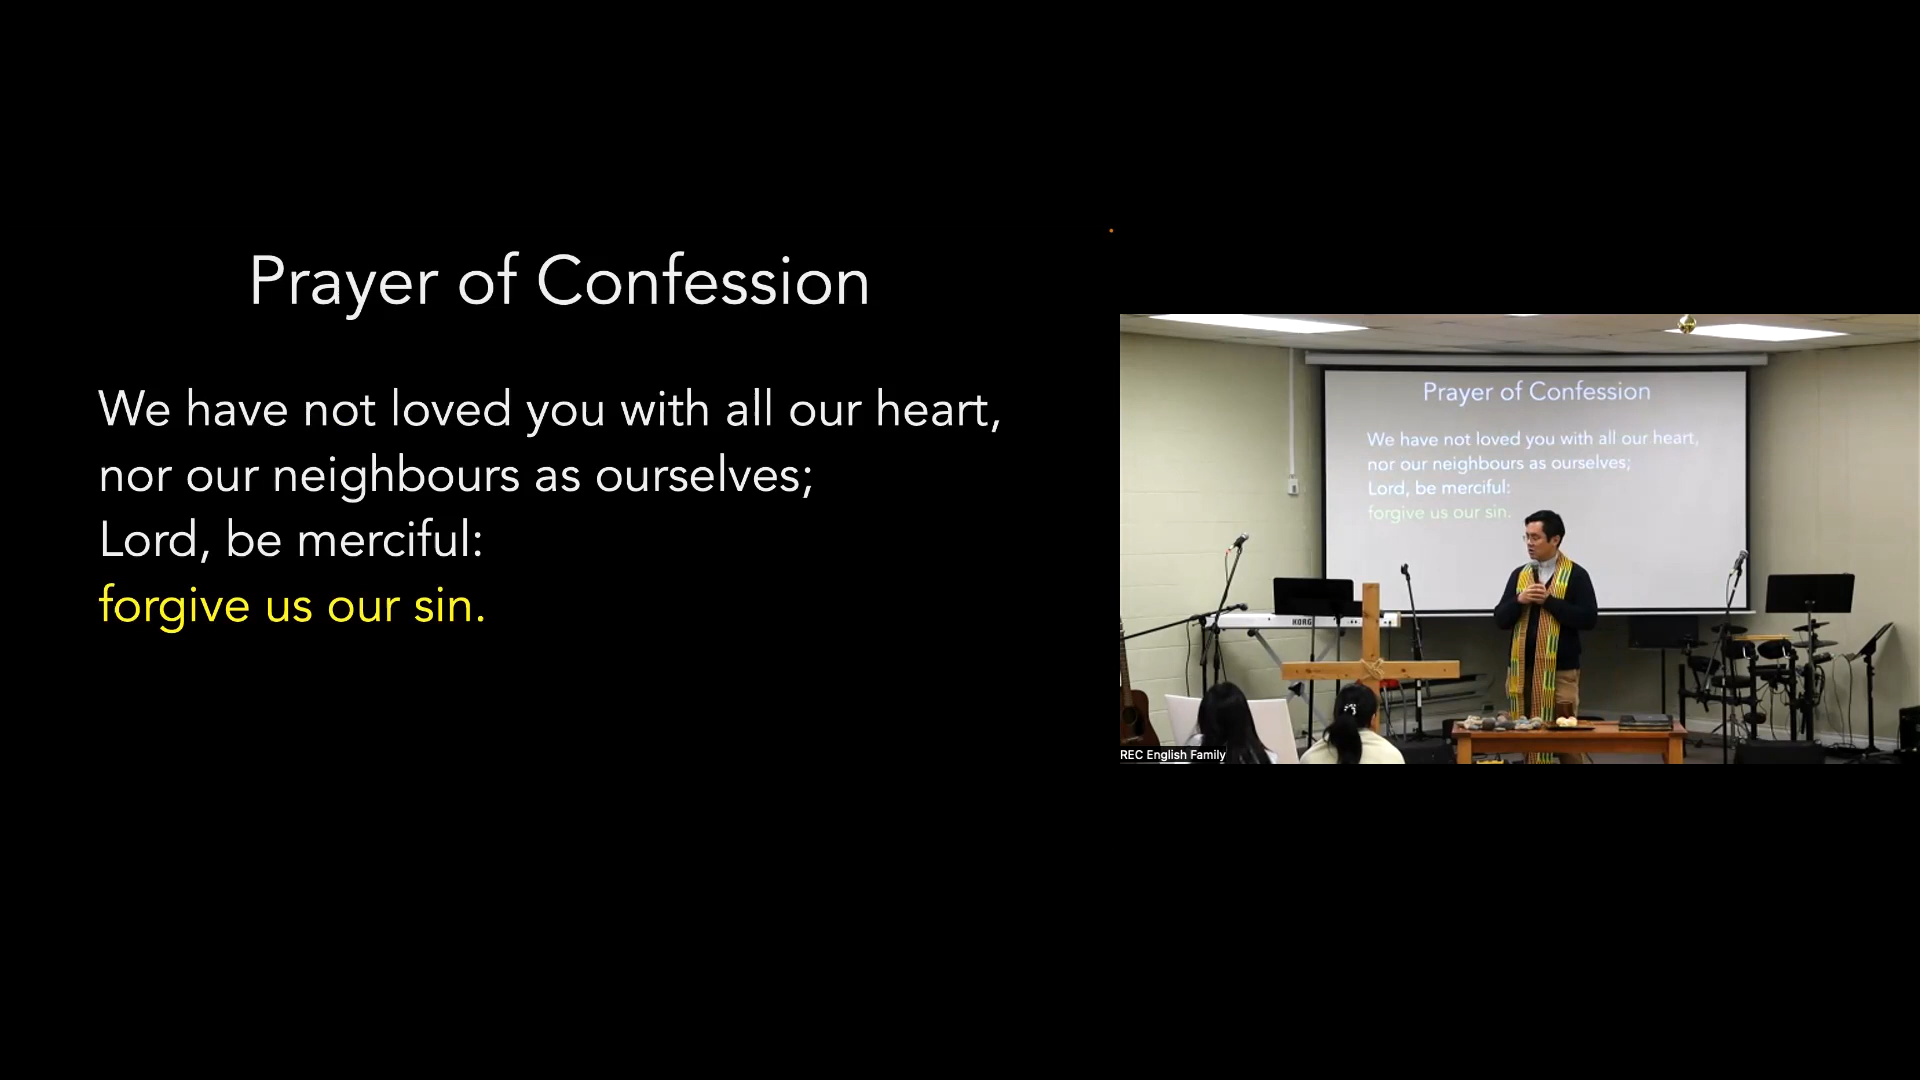 Prayer of Confession
We have not loved you with all our heart,
nor our neighbours as ourselves;
Lord, be merciful:
forgive us our sin.
Prayer of Confession
We have not loved you with all our heart,
nor our neighbours as ourselves;
Lord, be merciful:
forgive us our sin.
KORG
REC English Family